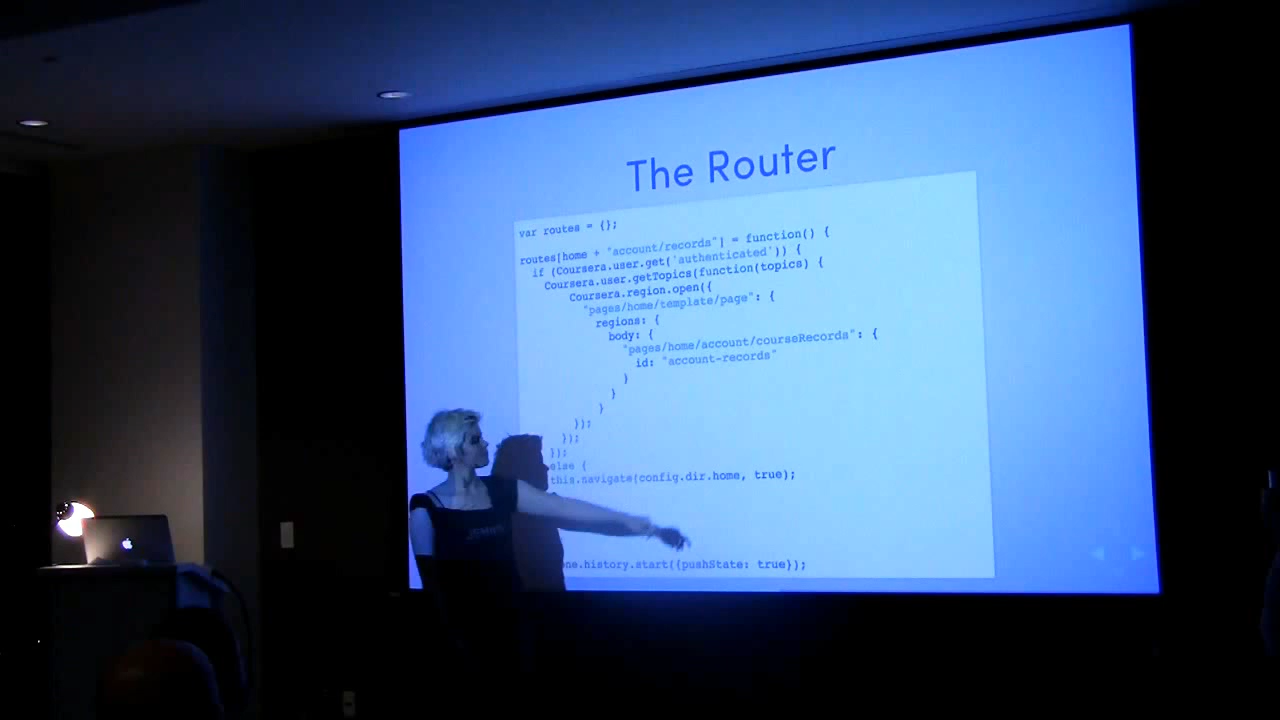 The Router
var routes = {};
routes[home + "account/records"] = function() {
if (Coursera.user.get('authenticated')) {
Coursera.user.getTopics(function(topics) {
Coursera.region.open({
"pages/home/template/page": {
regions: {
body: {
"pages/home/account/courseRecords": {
id: "account-records"
}
}
}
});
});
});
else {
this.navigate(config.dir.home, true);
one.history.start({pushState: true});